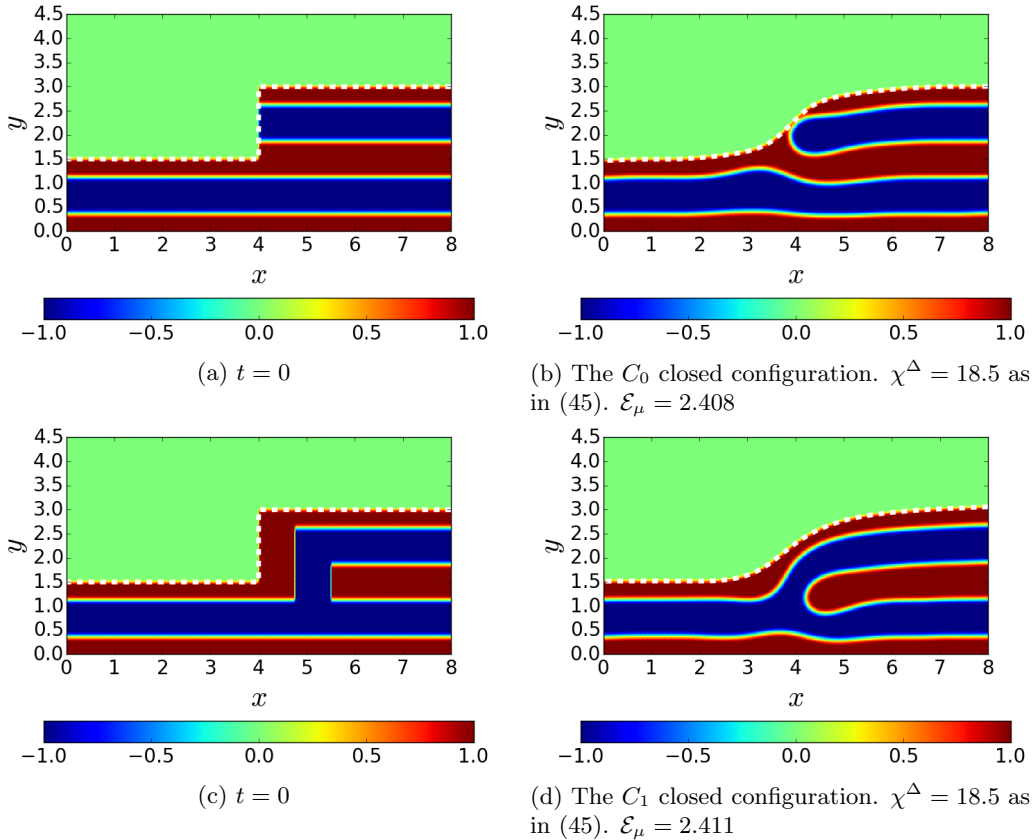 4.5 4.0 3.5 3.0 2.5 2.0 1.5 1.0 0.5 0.0
y
0 1 2 3 4 5 6 7 8
x
−1.0 −0.5 0.0 0.5 1.0
(a) t = 0
4.5 4.0 3.5 3.0 2.5 2.0 1.5 1.0 0.5 0.0
y
0 1 2 3 4 5 6 7 8
x
−1.0 −0.5 0.0 0.5 1.0
(b) The C₀ closed configuration. χ^Δ = 18.5 as
in (45). ℰ_μ = 2.408
4.5 4.0 3.5 3.0 2.5 2.0 1.5 1.0 0.5 0.0
y
0 1 2 3 4 5 6 7 8
x
−1.0 −0.5 0.0 0.5 1.0
(c) t = 0
4.5 4.0 3.5 3.0 2.5 2.0 1.5 1.0 0.5 0.0
y
0 1 2 3 4 5 6 7 8
x
−1.0 −0.5 0.0 0.5 1.0
(d) The C₁ closed configuration. χ^Δ = 18.5 as
in (45). ℰ_μ = 2.411